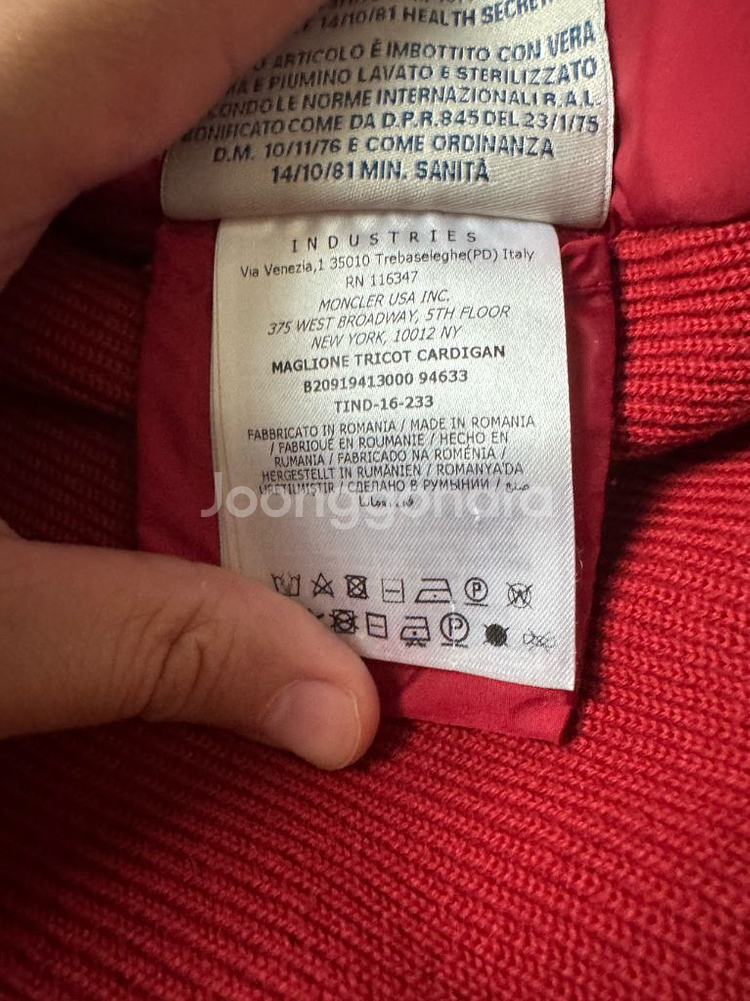 14/10/81 HEALTH
ARTICOLO È IMBOTTITO CON VERA
E PIUMINO LAVATO E STERILIZZATO
LE NORME INTERNAZIONALI R.A.L.
COME DA D.P.R.845 DEL 23/1/75
D.M. 10/11/76 E COME ORDINANZA
14/10/81 MIN. SANITÀ
INDUSTRIES
Via Venezia,1 35010 Trebaseleghe(PD) Italy
RN 116347
MONCLER USA INC.
375 WEST BROADWAY, 5TH FLOOR
NEW YORK, 10012 NY
MAGLIONE TRICOT CARDIGAN
B20919413000 94633
TIND-16-233
FABBRICATO IN ROMANIA / MADE IN ROMANIA
/ FABRIQUÉ EN ROUMANIE / HECHO EN
RUMANIA / FABRICADO NA ROMÉNIA /
HERGESTELLT IN RUMÄNIEN / ROMANYA'DA
ÜRETILMISTIR / СДЕЛАНО В РУМЫНИИ /
Joonggonara
P
W
P